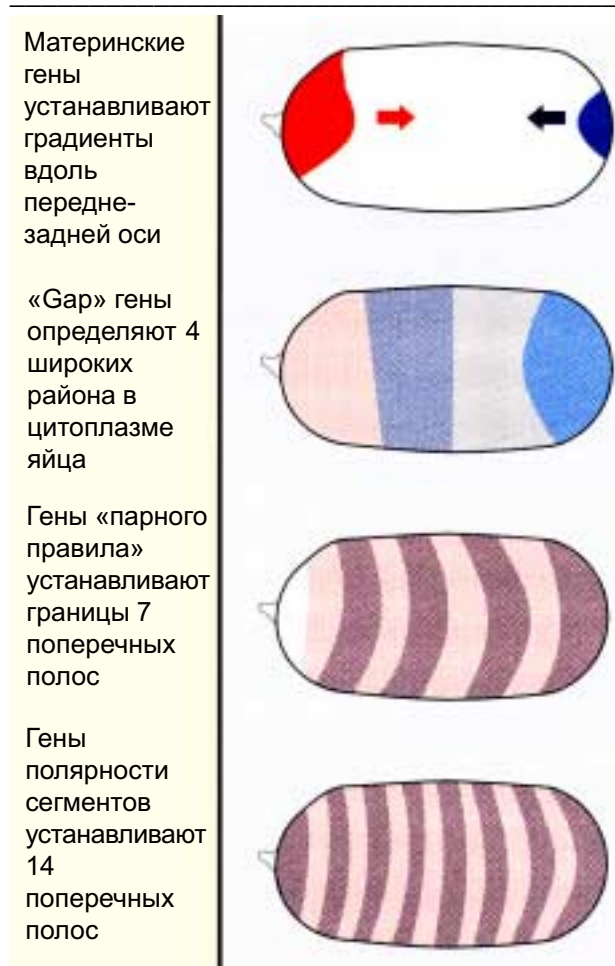 Материнские
гены
устанавливают
градиенты
вдоль
передне-
задней оси
«Gap» гены
определяют 4
широких
района в
цитоплазме
яйца
Гены «парного
правила»
устанавливают
границы 7
поперечных
полос
Гены
полярности
сегментов
устанавливают
14
поперечных
полос